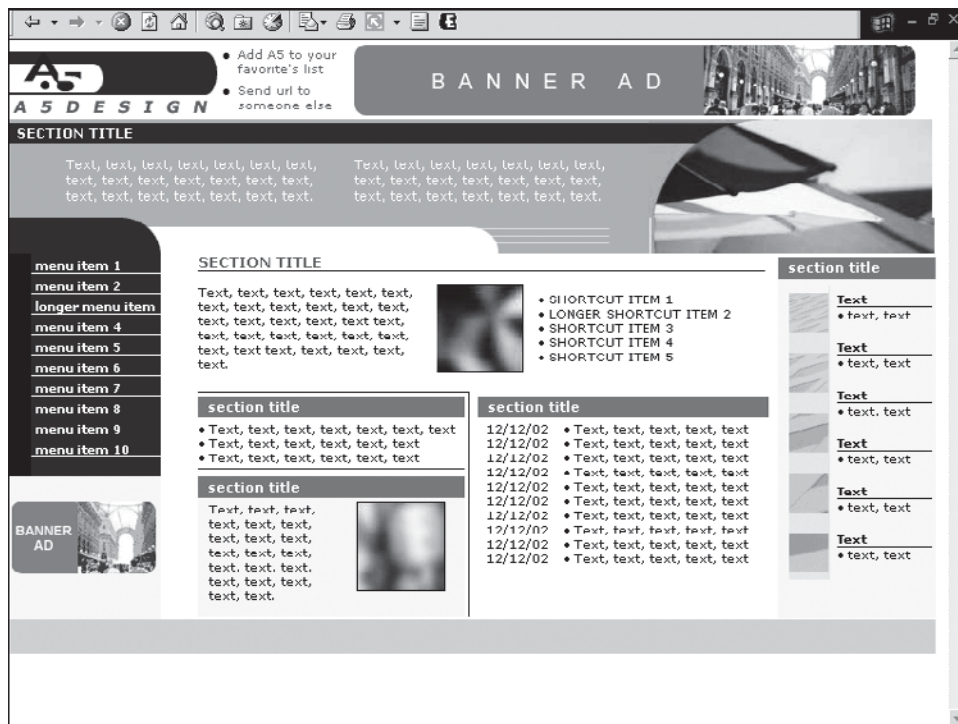 A5
A5DESIGN
• Add A5 to your
favorite's list
• Send url to
someone else
BANNER AD
SECTION TITLE
Text, text, text, text, text, text, text,
text, text, text, text, text, text, text,
text, text, text, text, text, text, text.
Text, text, text, text, text, text, text,
text, text, text, text, text, text, text,
text, text, text, text, text, text, text.
menu item 1
menu item 2
longer menu item
menu item 4
menu item 5
menu item 6
menu item 7
menu item 8
menu item 9
menu item 10
BANNER
AD
SECTION TITLE
Text, text, text, text, text, text,
text, text, text, text, text, text,
text, text, text, text, text text,
text, text, text, text, text, text,
text, text text, text, text, text,
text.
• SHORTCUT ITEM 1
• LONGER SHORTCUT ITEM 2
• SHORTCUT ITEM 3
• SHORTCUT ITEM 4
• SHORTCUT ITEM 5
section title
• Text, text, text, text, text, text, text
• Text, text, text, text, text, text
• Text, text, text, text, text, text
section title
Text, text, text,
text, text, text,
text, text, text,
text, text, text,
text. text. text.
text, text, text,
text, text.
section title
12/12/02 • Text, text, text, text, text
12/12/02 • Text, text, text, text, text
12/12/02 • Text, text, text, text, text
12/12/02 • Text, text, text, text, text
12/12/02 • Text, text, text, text, text
12/12/02 • Text, text, text, text, text
12/12/02 • Text, text, text, text, text
12/12/02 • Text, text, text, text, text
12/12/02 • Text, text, text, text, text
12/12/02 • Text, text, text, text, text
section title
Text
• text, text
Text
• text, text
Text
• text. text
Text
• text, text
Text
• text, text
Text
• text, text